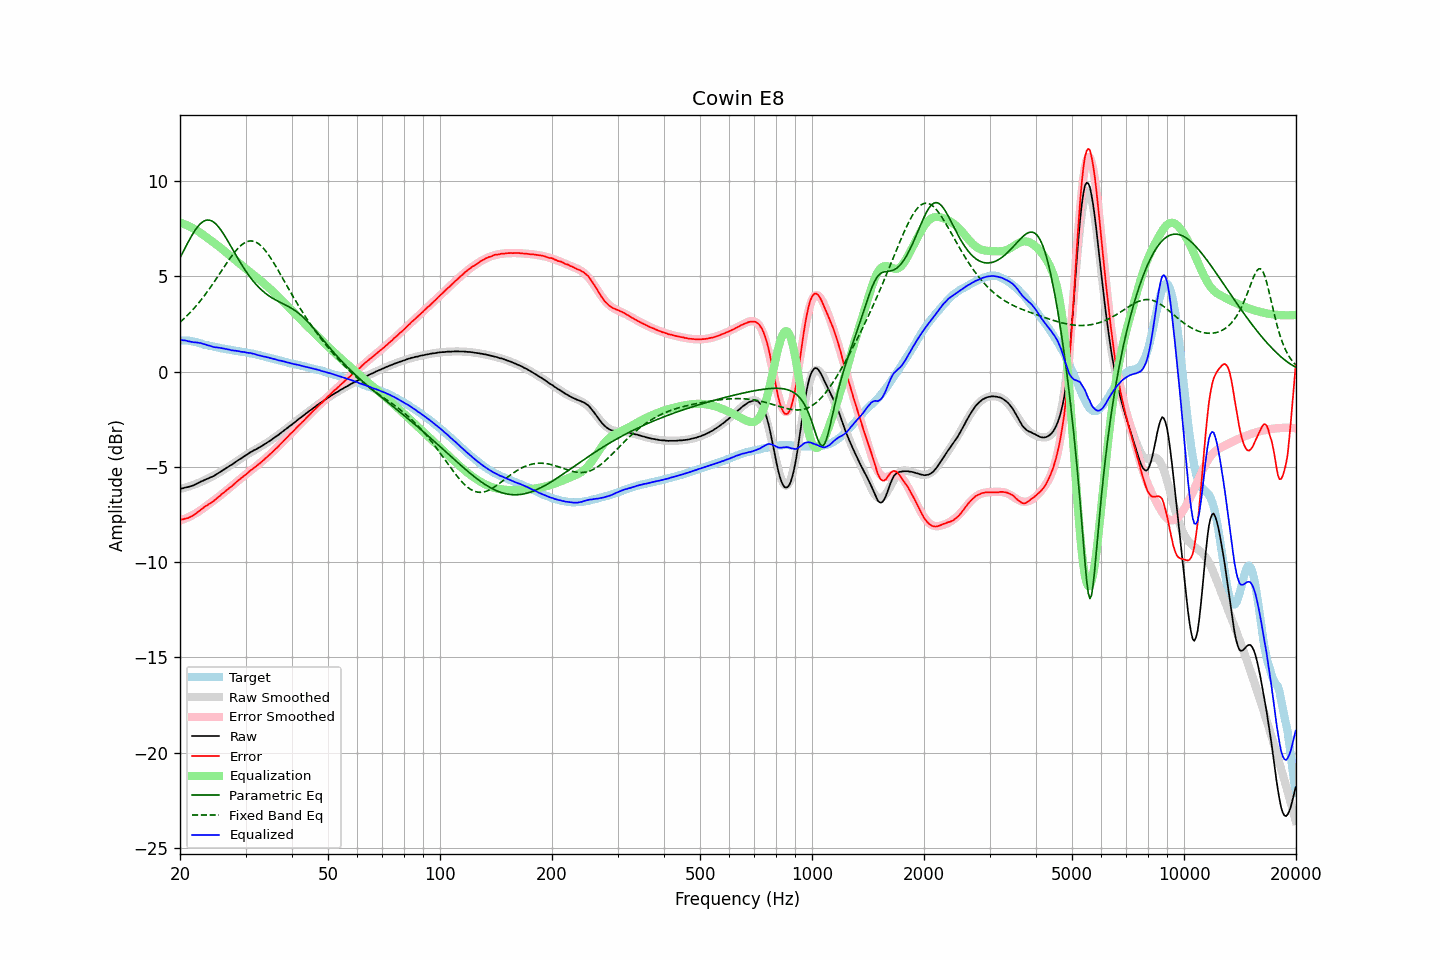 Cowin E8
Amplitude (dBr)
10
5
0
−5
−10
−15
−20
−25
Target
Raw Smoothed
Error Smoothed
Raw
Error
Equalization
Parametric Eq
Fixed Band Eq
Equalized
20 50 100 200 500 1000 2000 5000 10000 20000
Frequency (Hz)